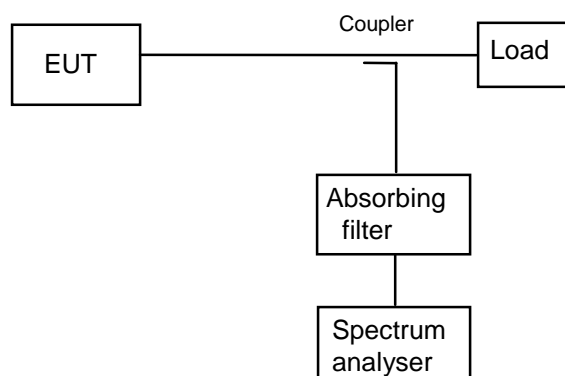 Coupler
EUT
Load
Absorbing
filter
Spectrum
analyser